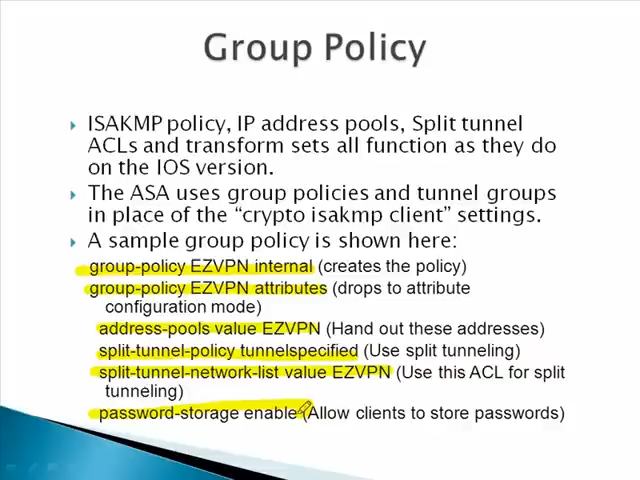 Group Policy
ISAKMP policy, IP address pools, Split tunnel
ACLs and transform sets all function as they do
on the IOS version.
The ASA uses group policies and tunnel groups
in place of the “crypto isakmp client” settings.
A sample group policy is shown here:
group-policy EZVPN internal (creates the policy)
group-policy EZVPN attributes (drops to attribute
configuration mode)
address-pools value EZVPN (Hand out these addresses)
split-tunnel-policy tunnelspecified (Use split tunneling)
split-tunnel-network-list value EZVPN (Use this ACL for split
tunneling)
password-storage enable (Allow clients to store passwords)